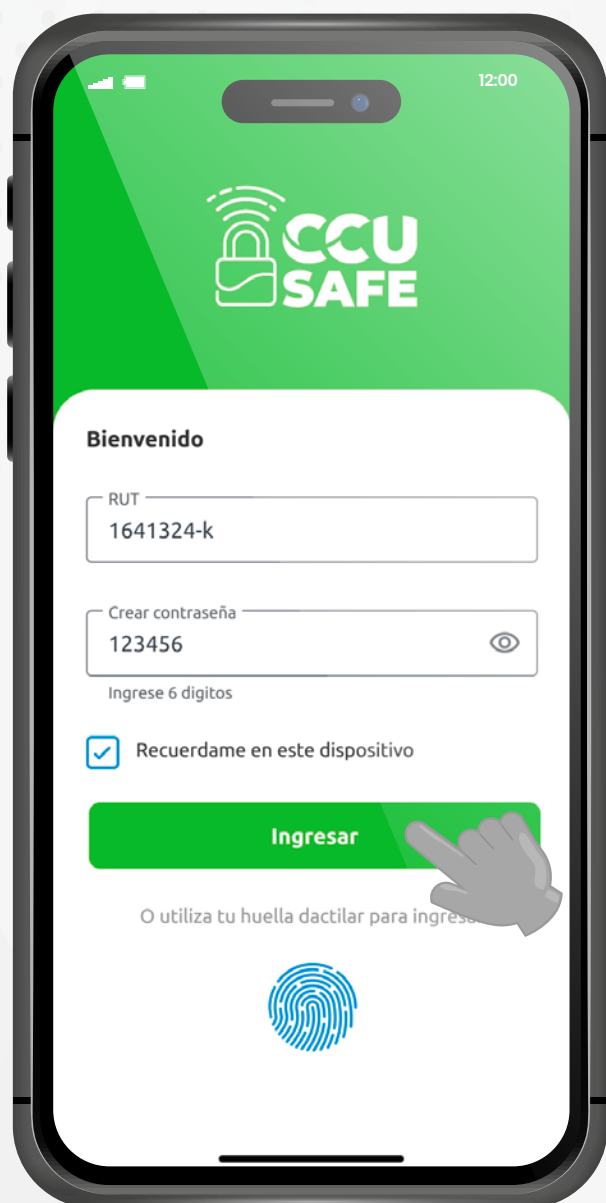 12:00
CCU
SAFE
Bienvenido
RUT
1641324-k
Crear contraseña
123456
Ingrese 6 digitos
Recuerdame en este dispositivo
Ingresar
O utiliza tu huella dactilar para ingresa